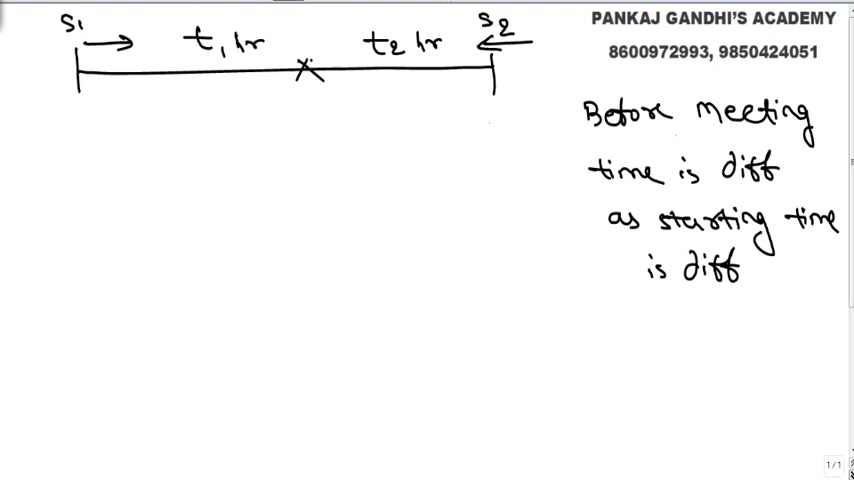 S1 t1 hr t2 hr S2
PANKAJ GANDHI'S ACADEMY
8600972993, 9850424051
Before Meeting
time is diff
as starting time
is diff
1/1